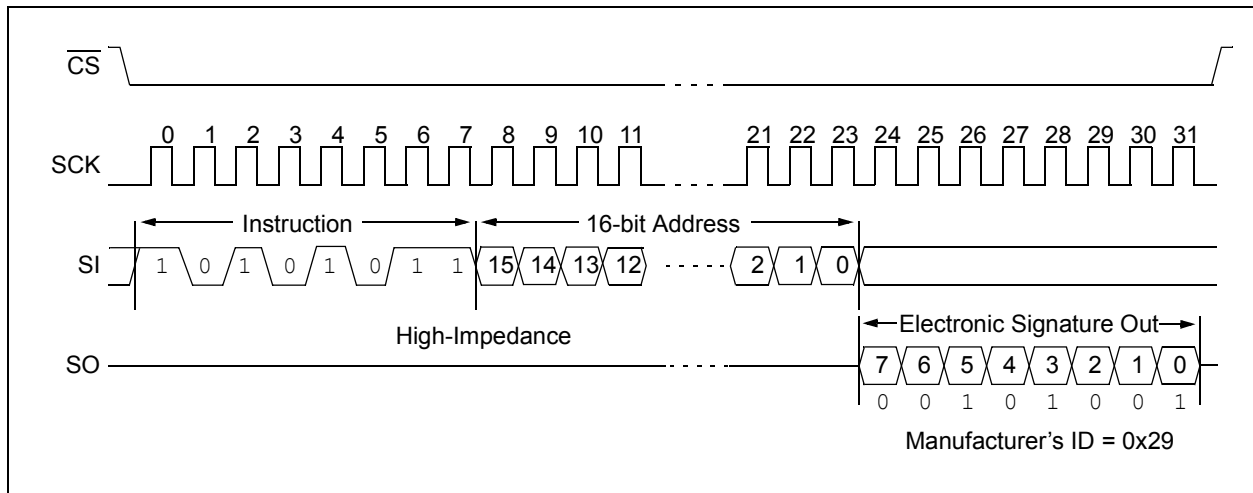 CS
0 1 2 3 4 5 6 7 8 9 10 11 21 22 23 24 25 26 27 28 29 30 31
SCK
Instruction 16-bit Address
SI 1 0 1 0 1 0 1 1 15 14 13 12 2 1 0
High-Impedance Electronic Signature Out
SO 7 6 5 4 3 2 1 0
0 0 1 0 1 0 0 1
Manufacturer's ID = 0x29